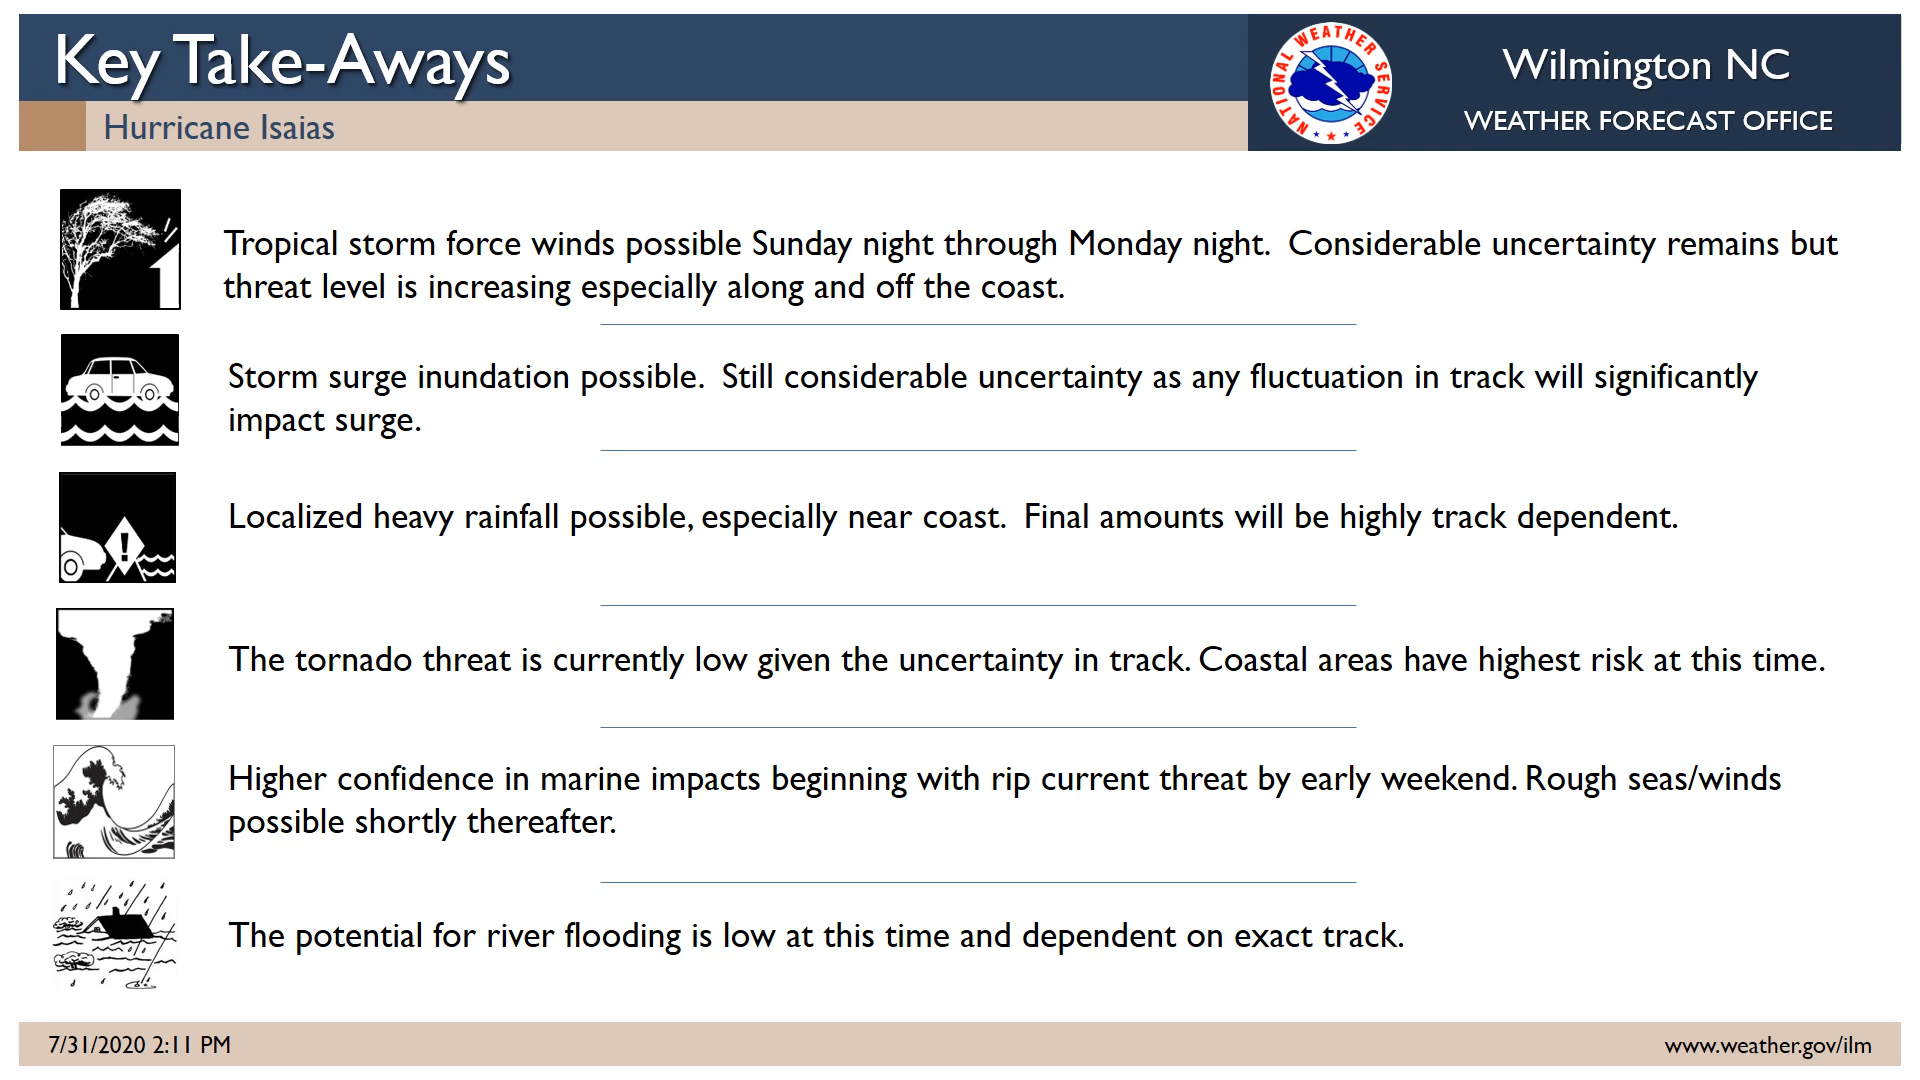 Key Take-Aways
Hurricane Isaias
NATIONAL WEATHER SERVICE
Wilmington NC
WEATHER FORECAST OFFICE
Tropical storm force winds possible Sunday night through Monday night.  Considerable uncertainty remains but
threat level is increasing especially along and off the coast.
Storm surge inundation possible.  Still considerable uncertainty as any fluctuation in track will significantly
impact surge.
!
Localized heavy rainfall possible, especially near coast.  Final amounts will be highly track dependent.
The tornado threat is currently low given the uncertainty in track. Coastal areas have highest risk at this time.
Higher confidence in marine impacts beginning with rip current threat by early weekend. Rough seas/winds
possible shortly thereafter.
The potential for river flooding is low at this time and dependent on exact track.
7/31/2020 2:11 PM
www.weather.gov/ilm